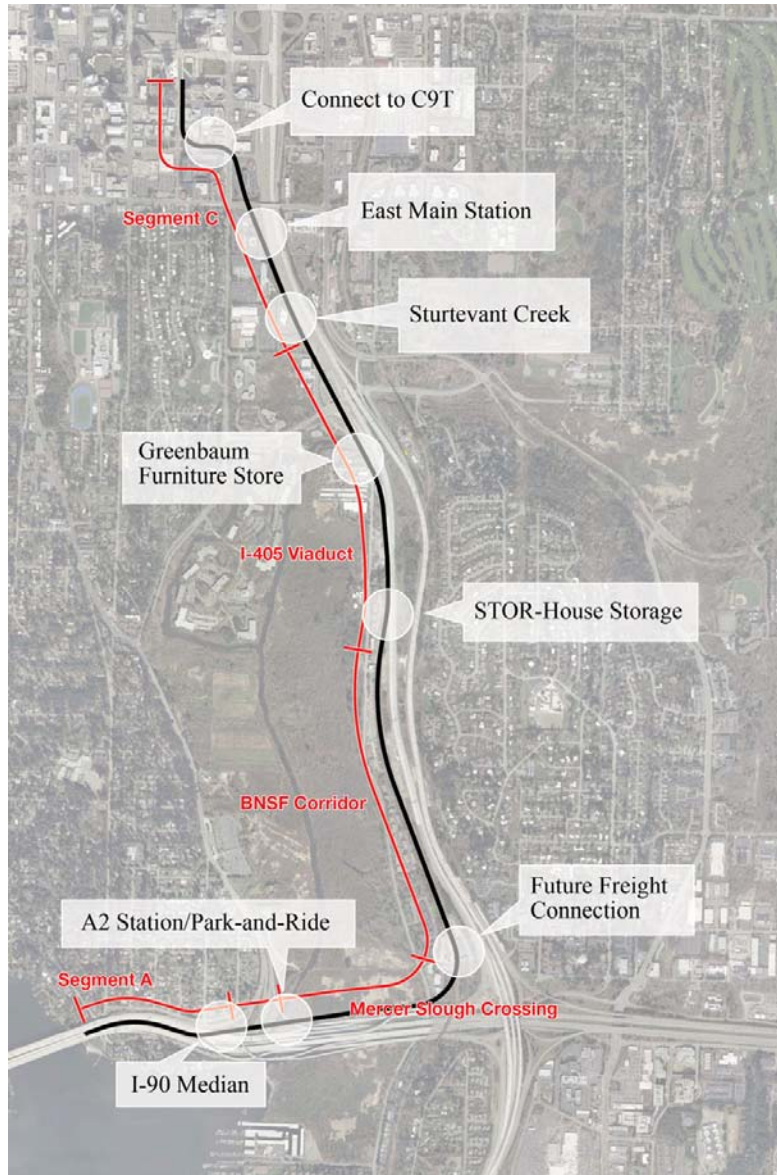 Connect to C9T
Segment C
East Main Station
Sturtevant Creek
Greenbaum
Furniture Store
I-405 Viaduct
STOR-House Storage
BNSF Corridor
Future Freight
Connection
A2 Station/Park-and-Ride
Segment A
Mercer Slough Crossing
I-90 Median